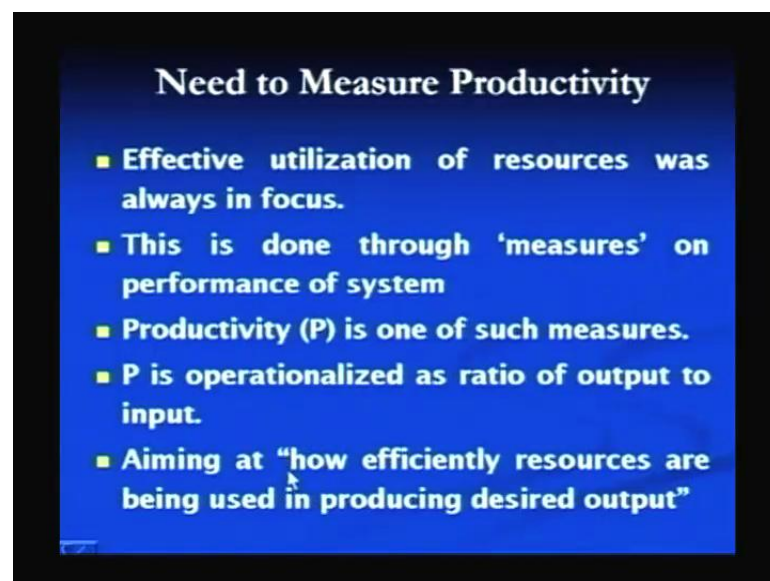 Need to Measure Productivity
Effective utilization of resources was
always in focus.
This is done through ‘measures’ on
performance of system
Productivity (P) is one of such measures.
P is operationalized as ratio of output to
input.
Aiming at “how efficiently resources are
being used in producing desired output”